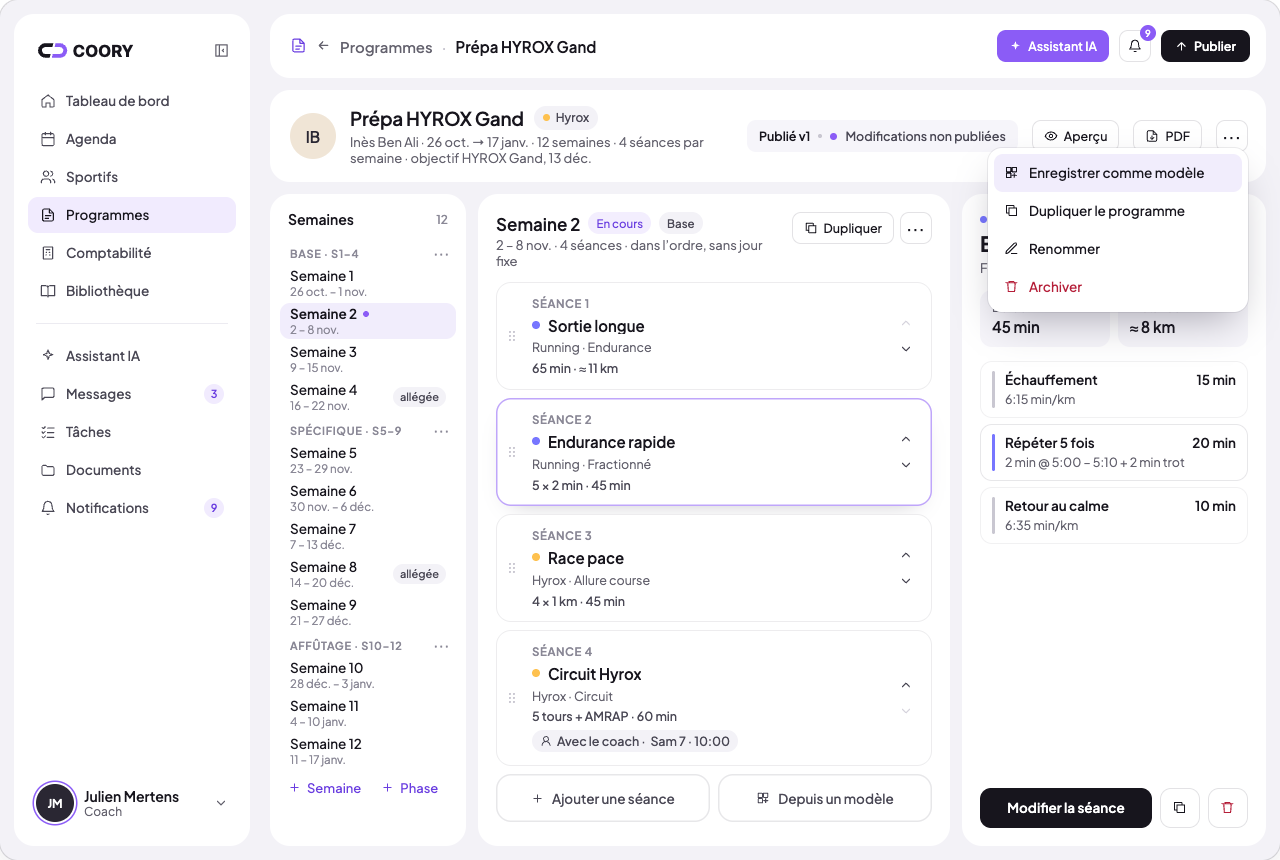 COORY
Tableau de bord
Agenda
Sportifs
Programmes
Comptabilité
Bibliothèque
Assistant IA
Messages 3
Tâches
Documents
Notifications 9
JM
Julien Mertens
Coach
Programmes · Prépa HYROX Gand
Assistant IA
9
Publier
IB
Prépa HYROX Gand
Hyrox
Inès Ben Ali · 26 oct. → 17 janv. · 12 semaines · 4 séances par
semaine · objectif HYROX Gand, 13 déc.
Publié v1 • Modifications non publiées
Aperçu
PDF
Enregistrer comme modèle
Dupliquer le programme
Renommer
Archiver
Semaines 12
BASE · S1–4
Semaine 1
26 oct. – 1 nov.
Semaine 2
2 – 8 nov.
Semaine 3
9 – 15 nov.
Semaine 4
16 – 22 nov.
allégée
SPÉCIFIQUE · S5–9
Semaine 5
23 – 29 nov.
Semaine 6
30 nov. – 6 déc.
Semaine 7
7 – 13 déc.
Semaine 8
14 – 20 déc.
allégée
Semaine 9
21 – 27 déc.
AFFÛTAGE · S10–12
Semaine 10
28 déc. – 3 janv.
Semaine 11
4 – 10 janv.
Semaine 12
11 – 17 janv.
+ Semaine
+ Phase
Semaine 2
En cours
Base
2 – 8 nov. · 4 séances · dans l'ordre, sans jour
fixe
Dupliquer
SÉANCE 1
Sortie longue
Running · Endurance
65 min · ≈ 11 km
SÉANCE 2
Endurance rapide
Running · Fractionné
5 × 2 min · 45 min
SÉANCE 3
Race pace
Hyrox · Allure course
4 × 1 km · 45 min
SÉANCE 4
Circuit Hyrox
Hyrox · Circuit
5 tours + AMRAP · 60 min
Avec le coach · Sam 7 · 10:00
+ Ajouter une séance
Depuis un modèle
45 min
≈ 8 km
Échauffement 15 min
6:15 min/km
Répéter 5 fois 20 min
2 min @ 5:00 – 5:10 + 2 min trot
Retour au calme 10 min
6:35 min/km
Modifier la séance